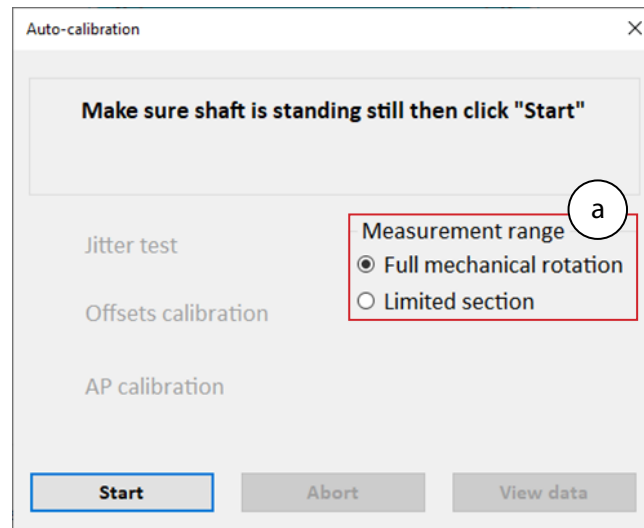 Auto-calibration
Make sure shaft is standing still then click "Start"
a
Measurement range
Jitter test
Full mechanical rotation
Limited section
Offsets calibration
AP calibration
Start
Abort
View data